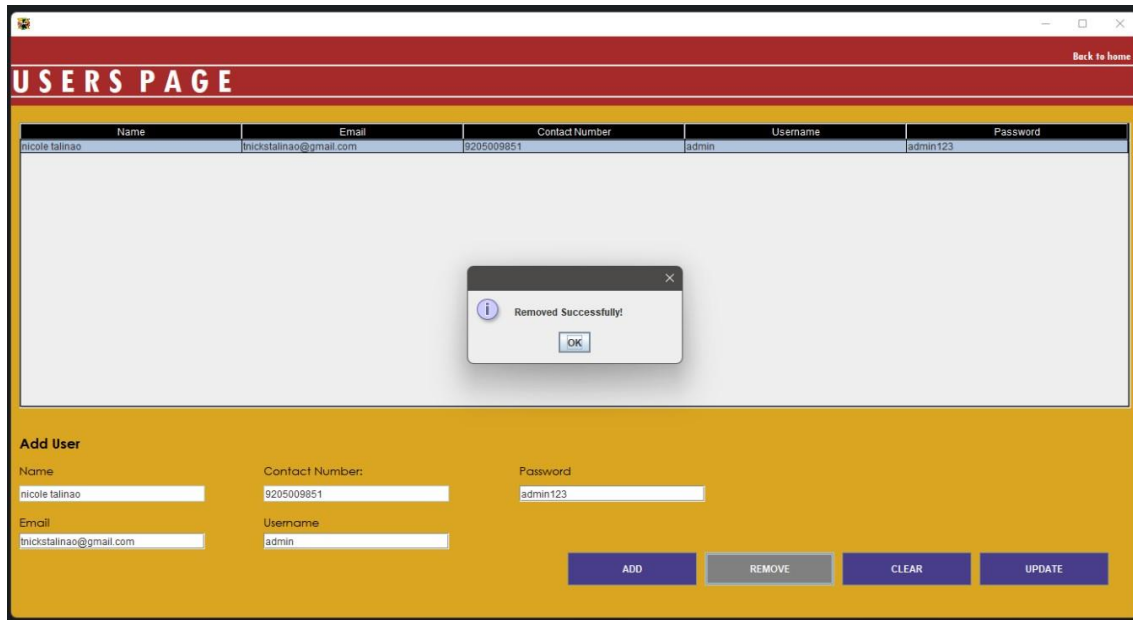 Back to home
USERS PAGE
Name Email Contact Number Username Password
nicole talinao tnickstalinao@gmail.com 9205009851 admin admin123
i
Removed Successfully!
OK
Add User
Name Contact Number: Password
nicole talinao 9205009851 admin123
Email Username
tnickstalinao@gmail.com admin
ADD REMOVE CLEAR UPDATE